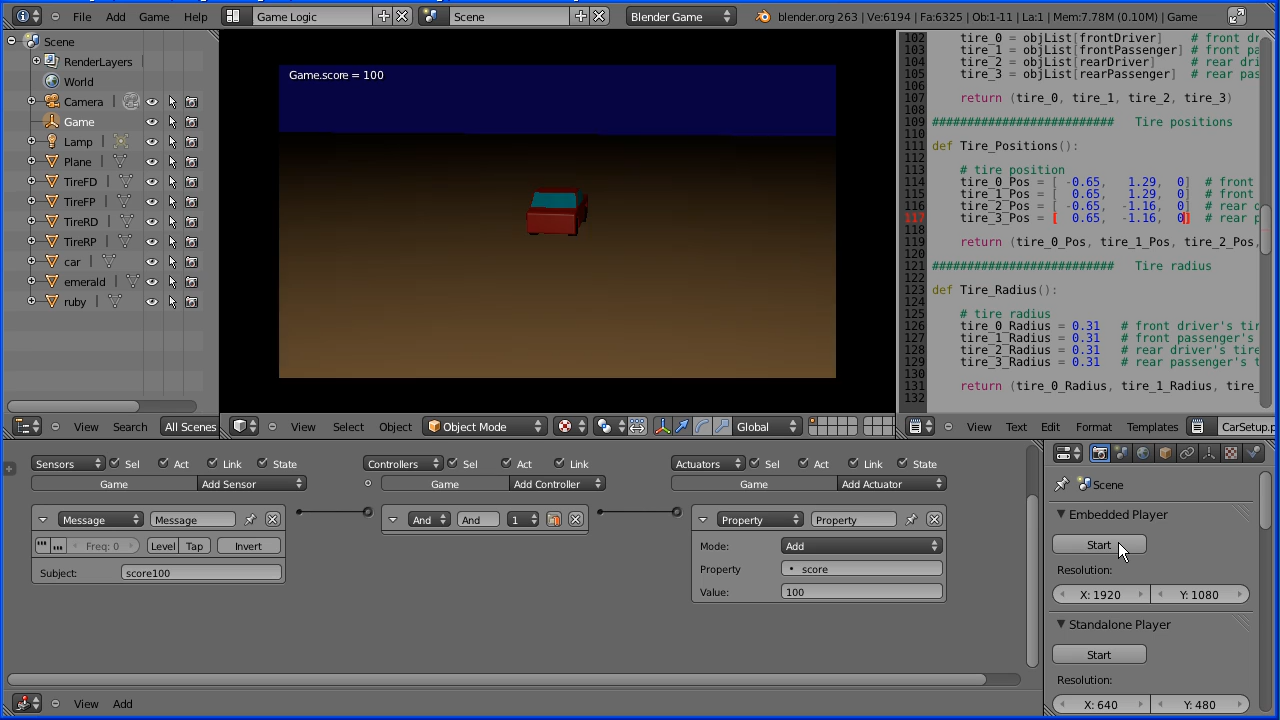 File Add Game Help Game Logic Scene Blender Game blender.org 263 | Ve:6194 | Fa:6325 | Ob:1-11 | La:1 | Mem:7.78M (0.10M) | Game
Scene
RenderLayers
World
Camera
Game
Lamp
Plane
TireFD
TireFP
TireRD
TireRP
car
emerald
ruby
View Search All Scenes
Game.score = 100
View Select Object Object Mode Global
102 tire_0 = objList[frontDriver] # front dr
103 tire_1 = objList[frontPassenger] # front pa
104 tire_2 = objList[rearDriver] # rear dri
105 tire_3 = objList[rearPassenger] # rear pas
106
107 return (tire_0, tire_1, tire_2, tire_3)
108
109 ########################## Tire positions
110
111 def Tire_Positions():
112
113 # tire position
114 tire_0_Pos = [ -0.65, 1.29, 0] # front
115 tire_1_Pos = [ 0.65, 1.29, 0] # front
116 tire_2_Pos = [ -0.65, -1.16, 0] # rear d
117 tire_3_Pos = [ 0.65, -1.16, 0] # rear p
118
119 return (tire_0_Pos, tire_1_Pos, tire_2_Pos,
120
121 ########################## Tire radius
122
123 def Tire_Radius():
124
125 # tire radius
126 tire_0_Radius = 0.31 # front driver's tir
127 tire_1_Radius = 0.31 # front passenger's
128 tire_2_Radius = 0.31 # rear driver's tire
129 tire_3_Radius = 0.31 # rear passenger's t
130
131 return (tire_0_Radius, tire_1_Radius, tire_
132
View Text Edit Format Templates CarSetup.p
Sensors Sel Act Link State
Game Add Sensor
Message Message
Freq: 0 Level Tap Invert
Subject: score100
Controllers Sel Act Link
Game Add Controller
And And 1
Actuators Sel Act Link State
Game Add Actuator
Property Property
Mode: Add
Property score
Value: 100
View Add
Scene
Embedded Player
Start
Resolution:
X: 1920 Y: 1080
Standalone Player
Start
Resolution:
X: 640 Y: 480